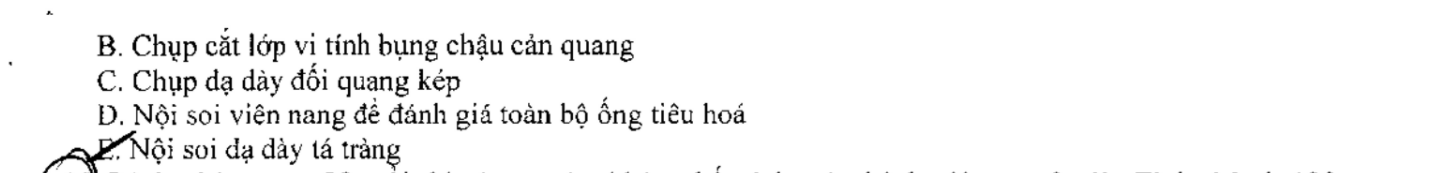 B. Chụp cắt lớp vi tính bụng chậu cản quang
C. Chụp dạ dày đối quang kép
D. Nội soi viên nang để đánh giá toàn bộ ống tiêu hoá
E. Nội soi dạ dày tá tràng